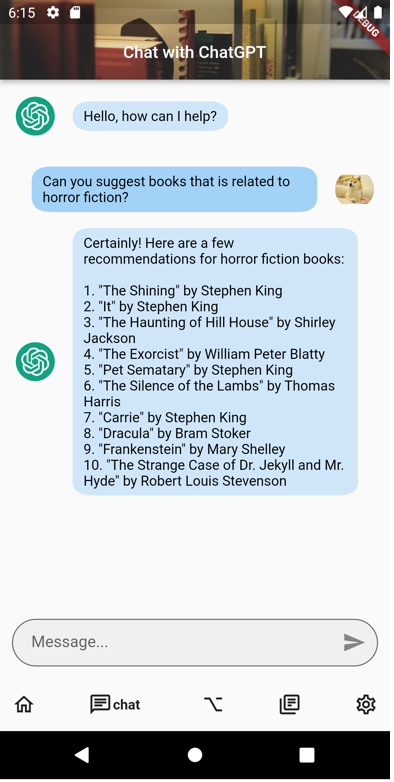 6:15
DEBUG
Chat with ChatGPT
Hello, how can I help?
Can you suggest books that is related to
horror fiction?
Certainly! Here are a few
recommendations for horror fiction books:
1. "The Shining" by Stephen King
2. "It" by Stephen King
3. "The Haunting of Hill House" by Shirley
Jackson
4. "The Exorcist" by William Peter Blatty
5. "Pet Sematary" by Stephen King
6. "The Silence of the Lambs" by Thomas
Harris
7. "Carrie" by Stephen King
8. "Dracula" by Bram Stoker
9. "Frankenstein" by Mary Shelley
10. "The Strange Case of Dr. Jekyll and Mr.
Hyde" by Robert Louis Stevenson
Message...
chat